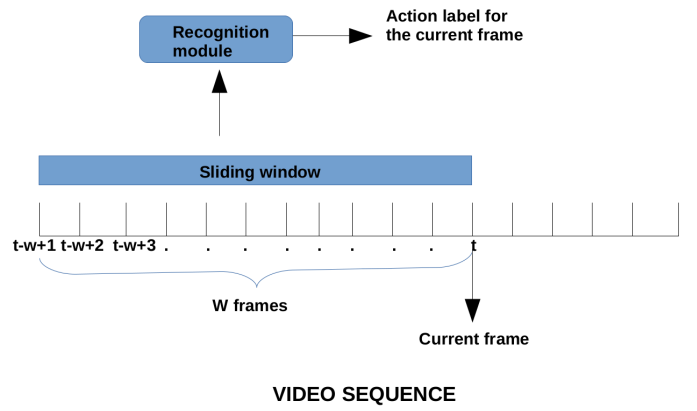 Recognition
module
Action label for
the current frame
Sliding window
t-w+1 t-w+2 t-w+3 . . . . . . . . t
W frames
Current frame
VIDEO SEQUENCE